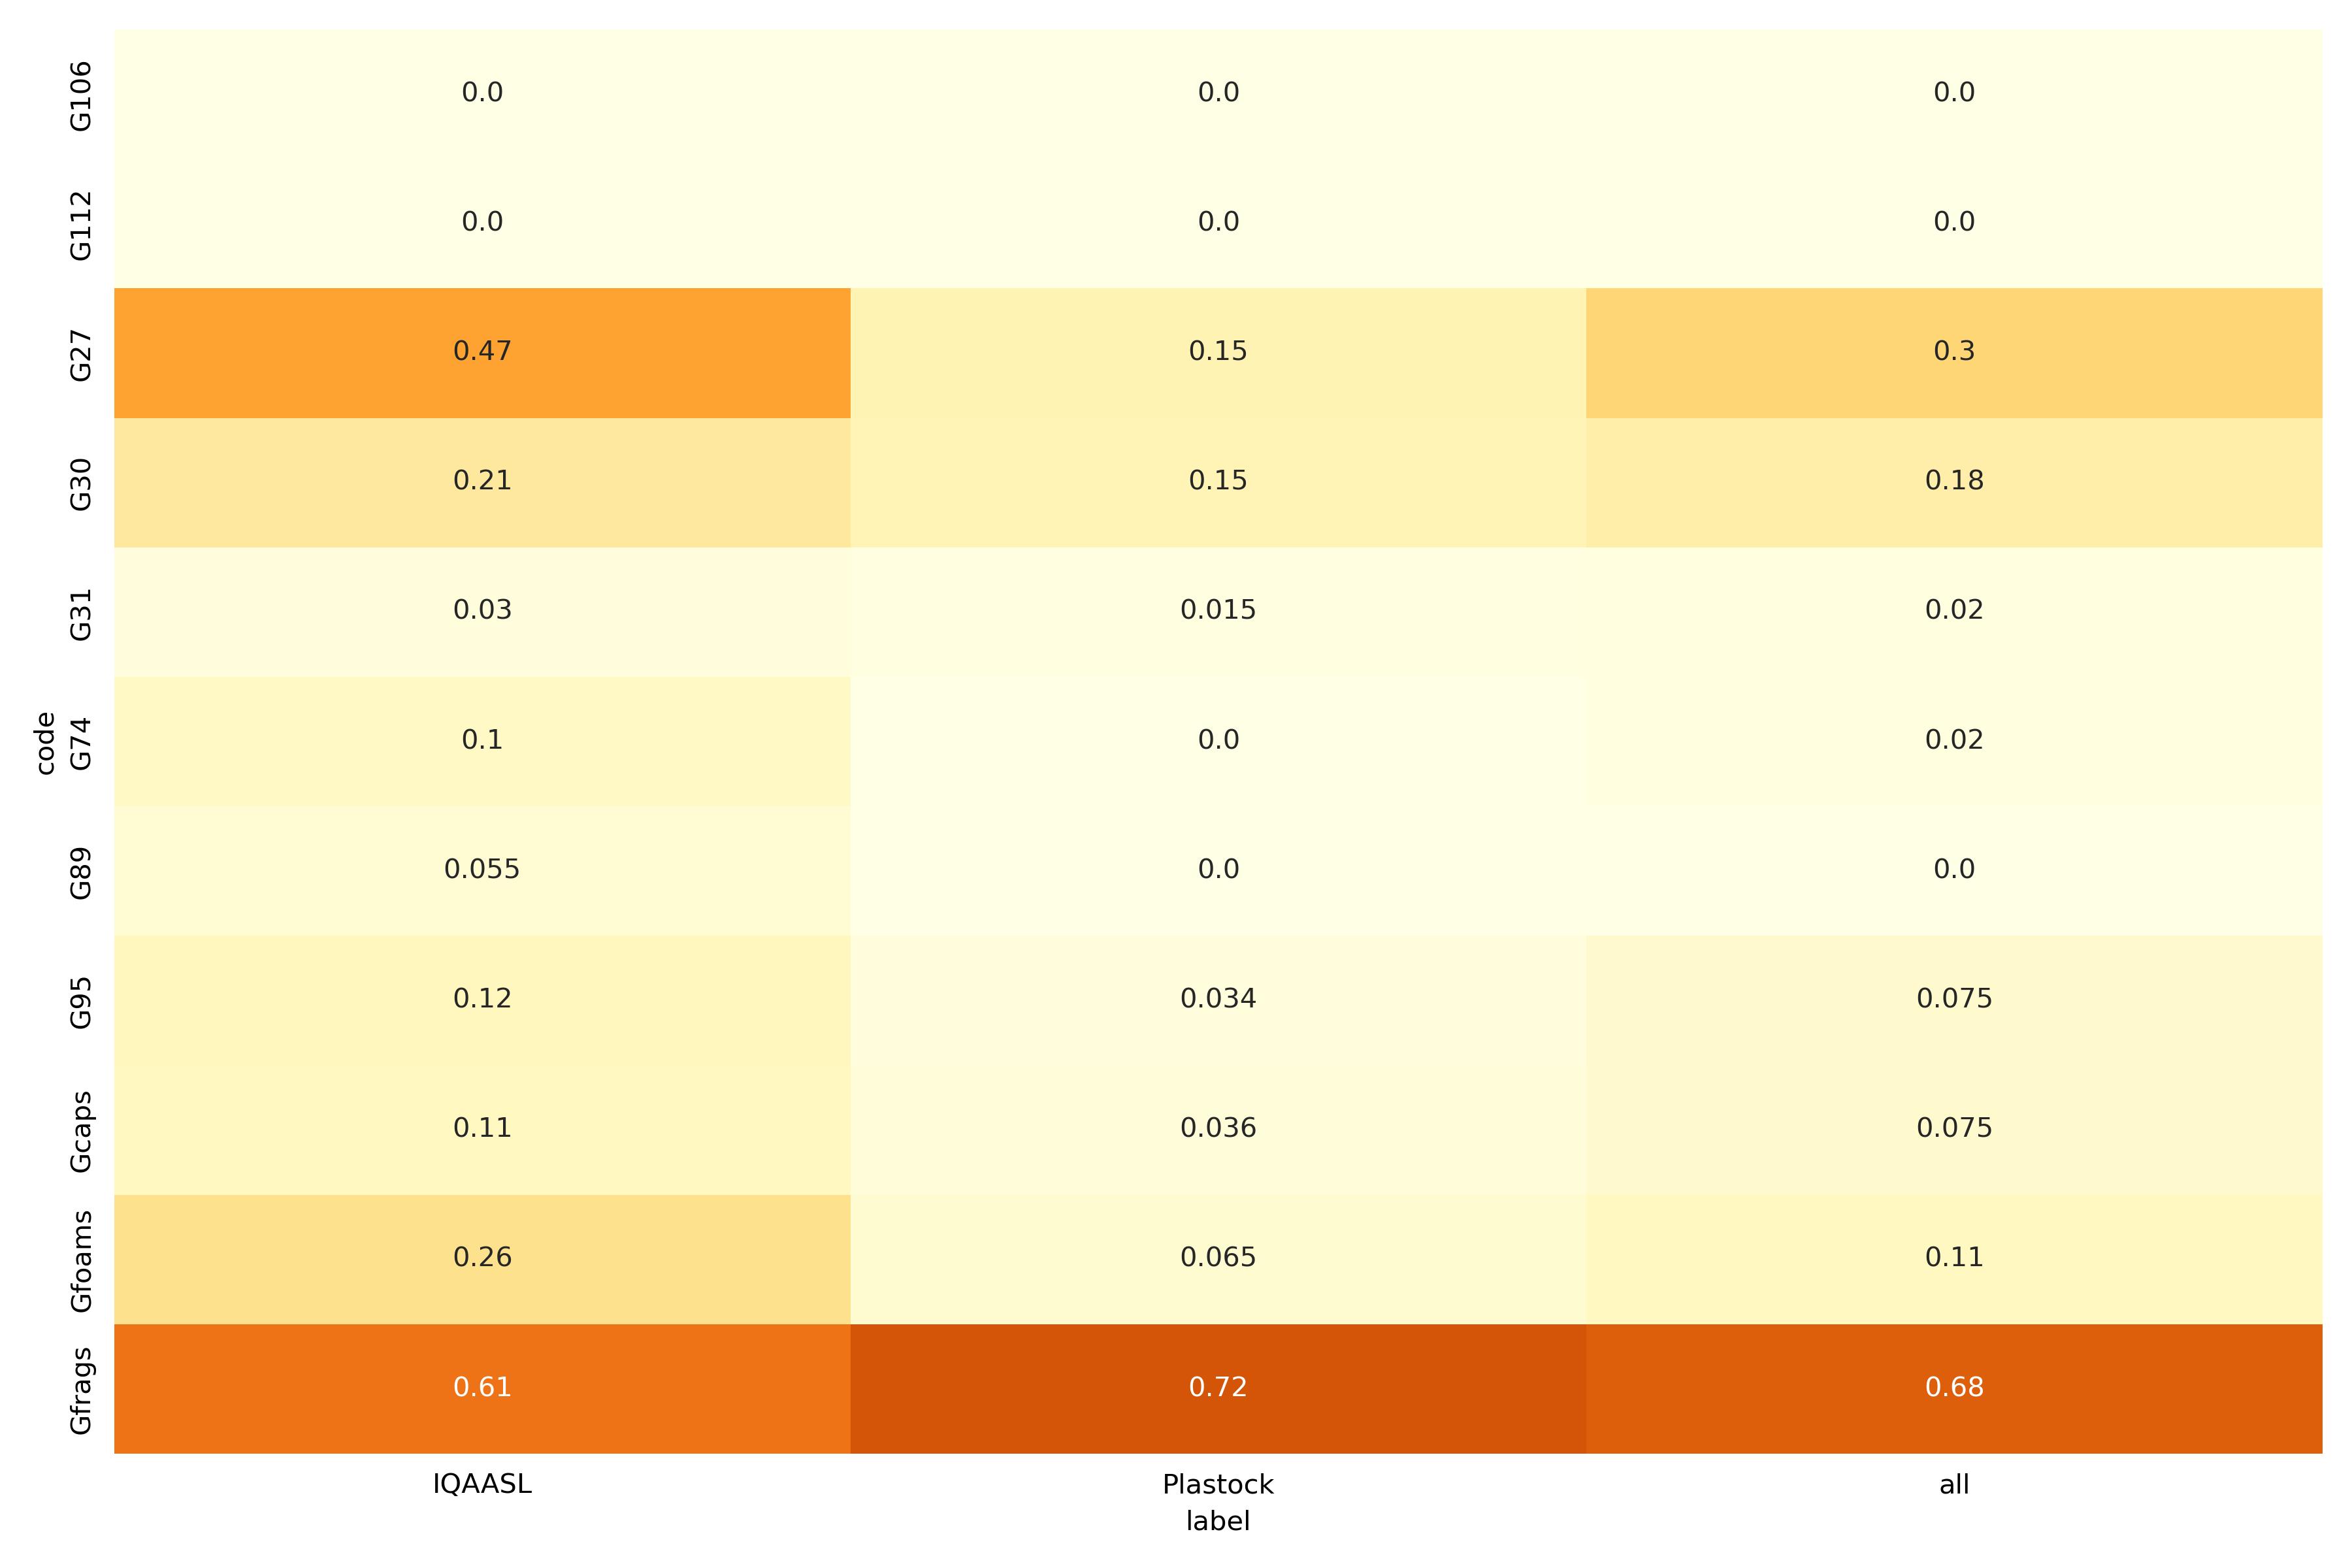 code
G106 0.0 0.0 0.0
G112 0.0 0.0 0.0
G27 0.47 0.15 0.3
G30 0.21 0.15 0.18
G31 0.03 0.015 0.02
G74 0.1 0.0 0.02
G89 0.055 0.0 0.0
G95 0.12 0.034 0.075
Gcaps 0.11 0.036 0.075
Gfoams 0.26 0.065 0.11
Gfrags 0.61 0.72 0.68
IQAASL Plastock all
label